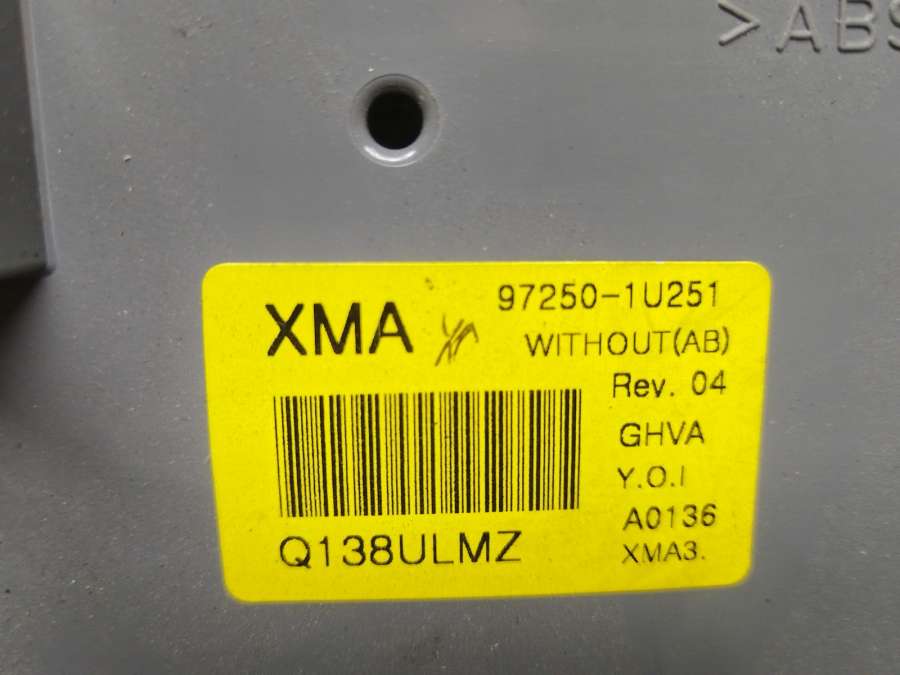 >ABS
XMA
97250-1U251
WITHOUT(AB)
Rev. 04
GHVA
Y.O.I
A0136
XMA3.
Q138ULMZ